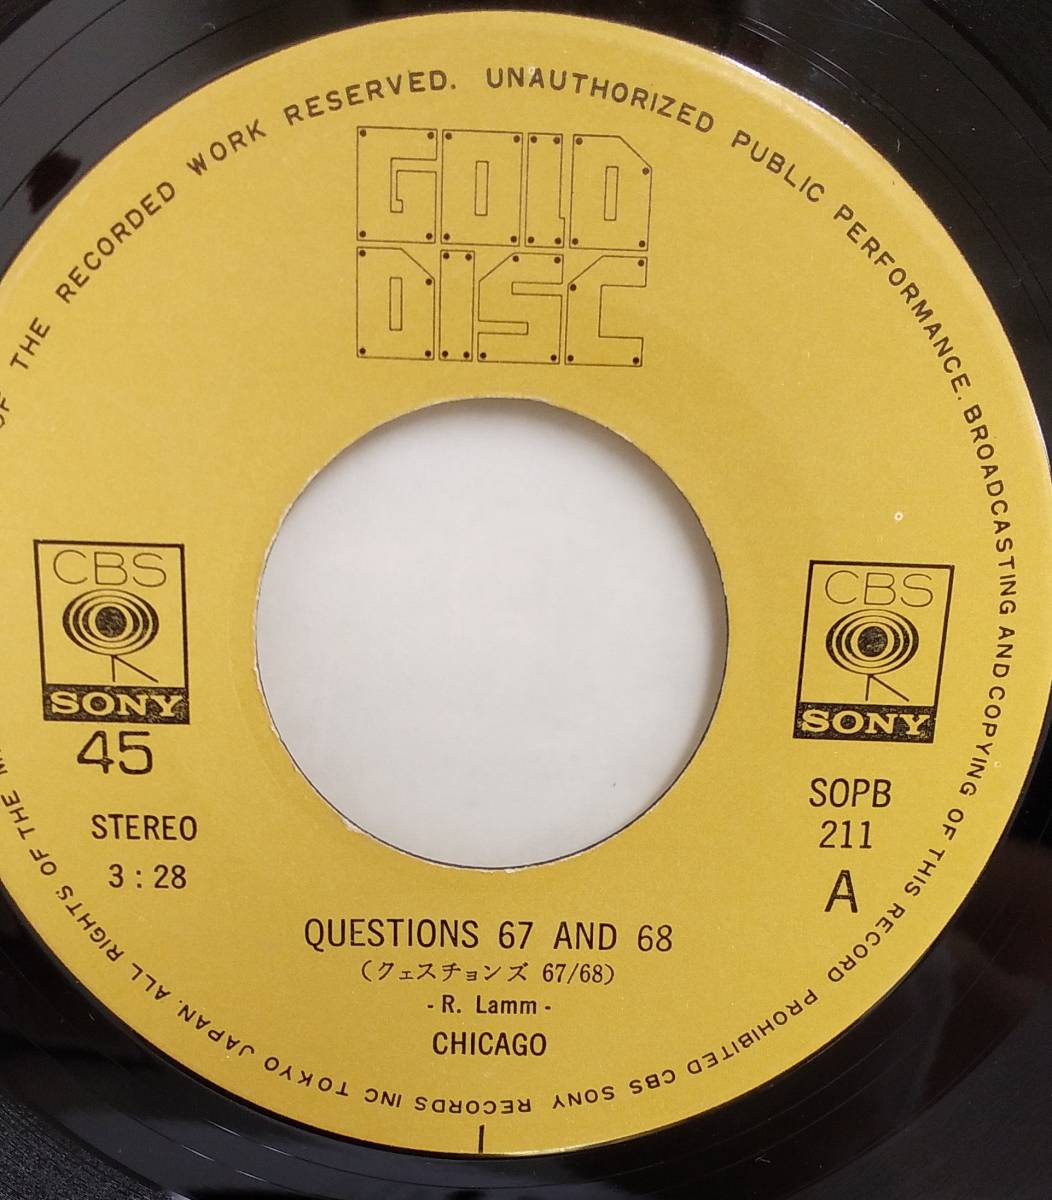 OF THE RECORDED WORK RESERVED. UNAUTHORIZED PUBLIC PERFORMANCE. BROADCASTING AND COPYING OF THIS RECORD PROHIBITED CBS SONY RECORDS INC TOKYO JAPAN. ALL RIGHTS OF THE
GOLD
DISC
CBS
SONY
45
STEREO
3:28
CBS
SONY
SOPB
211
A
QUESTIONS 67 AND 68
(クェスチョンズ 67/68)
- R. Lamm -
CHICAGO